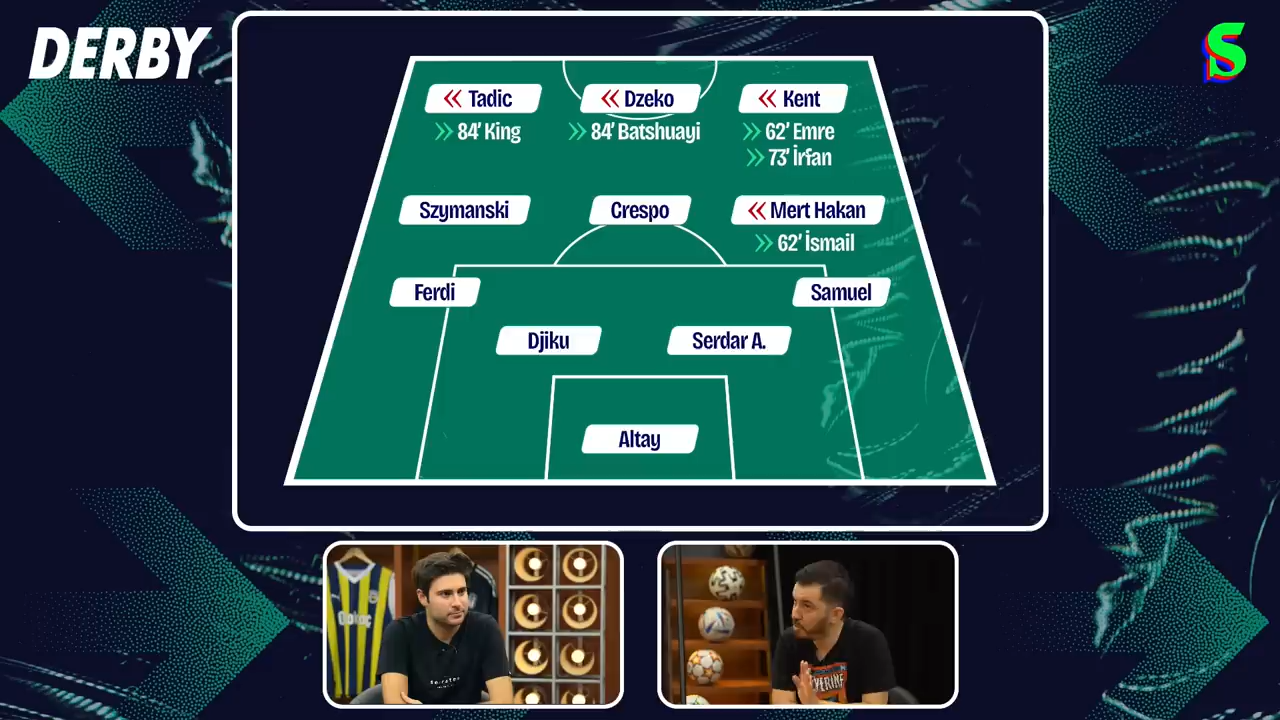 DERBY
S
Tadic
84' King
Dzeko
84' Batshuayi
Kent
62' Emre
73' İrfan
Szymanski
Crespo
Mert Hakan
62' İsmail
Ferdi
Samuel
Djiku
Serdar A.
Altay
Socrates